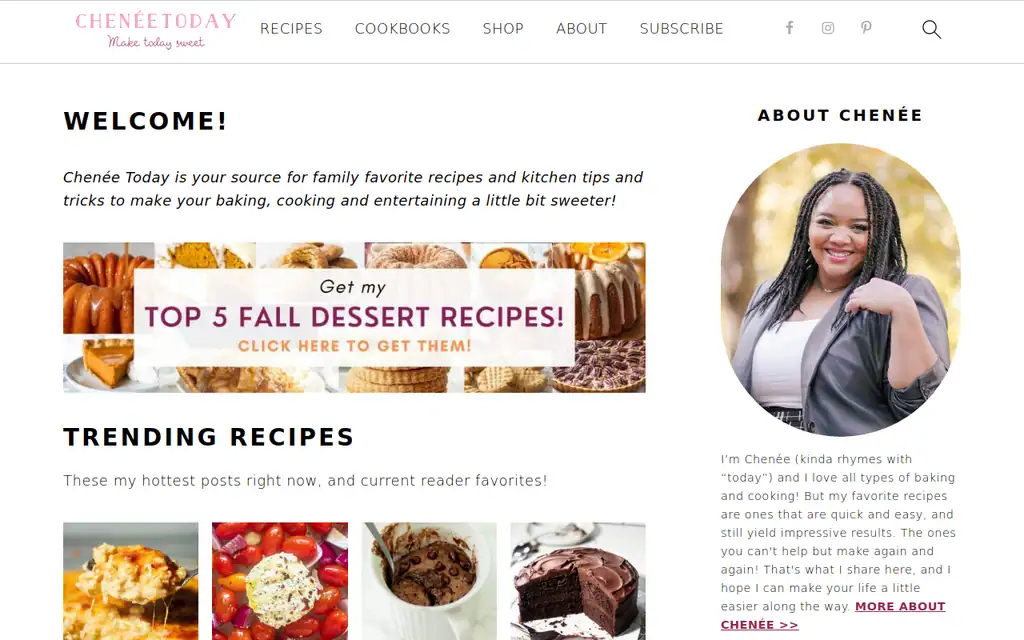 CHENÉETODAY
Make today sweet
RECIPES
COOKBOOKS
SHOP
ABOUT
SUBSCRIBE
WELCOME!
Chenée Today is your source for family favorite recipes and kitchen tips and
tricks to make your baking, cooking and entertaining a little bit sweeter!
Get my
TOP 5 FALL DESSERT RECIPES!
CLICK HERE TO GET THEM!
TRENDING RECIPES
These my hottest posts right now, and current reader favorites!
ABOUT CHENÉE
I'm Chenée (kinda rhymes with
“today”) and I love all types of baking
and cooking! But my favorite recipes
are ones that are quick and easy, and
still yield impressive results. The ones
you can't help but make again and
again! That's what I share here, and I
hope I can make your life a little
easier along the way. MORE ABOUT
CHENÉE >>